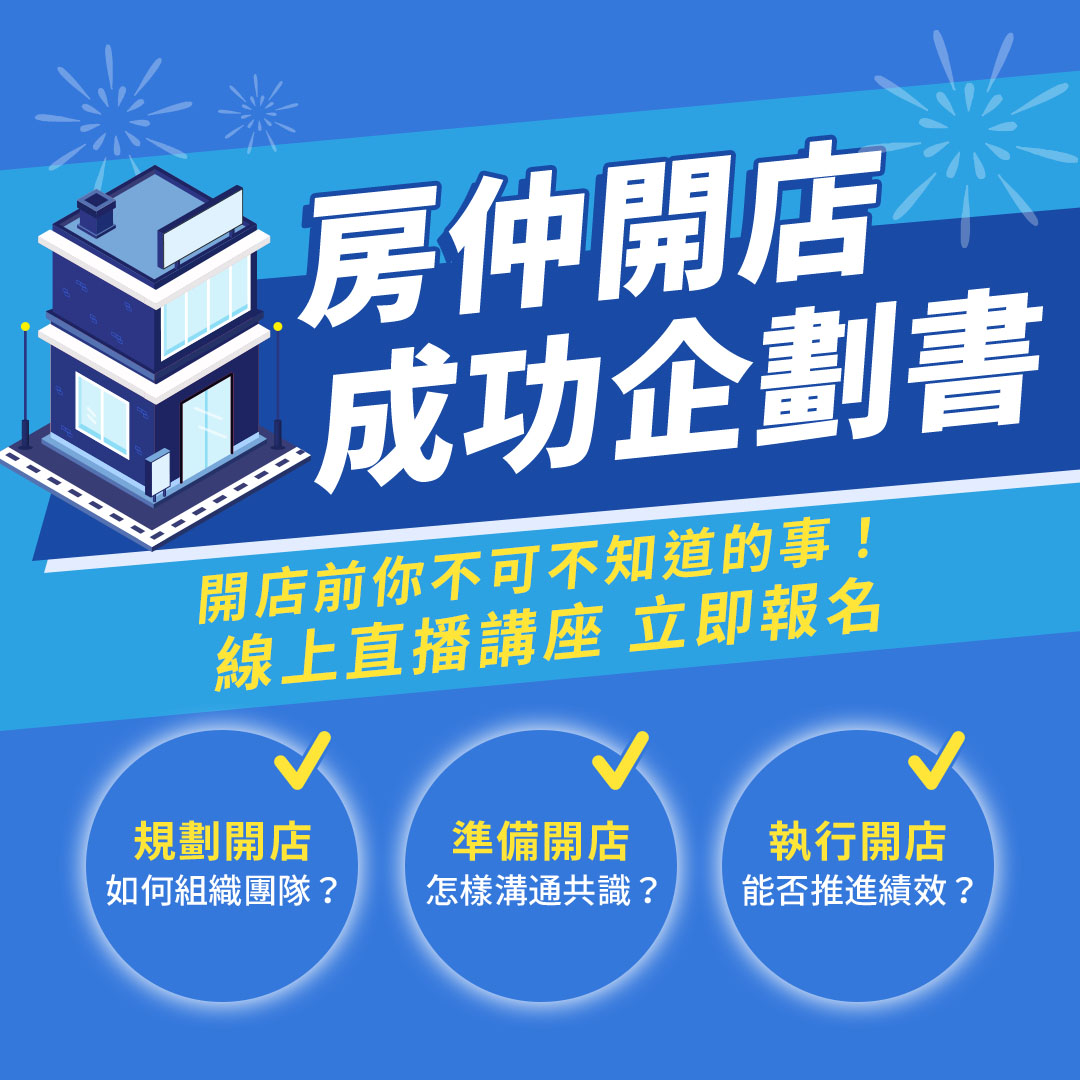 房仲開店
成功企劃書
開店前你不可不知道的事！
線上直播講座 立即報名
規劃開店
如何組織團隊？
準備開店
怎樣溝通共識？
執行開店
能否推進績效？